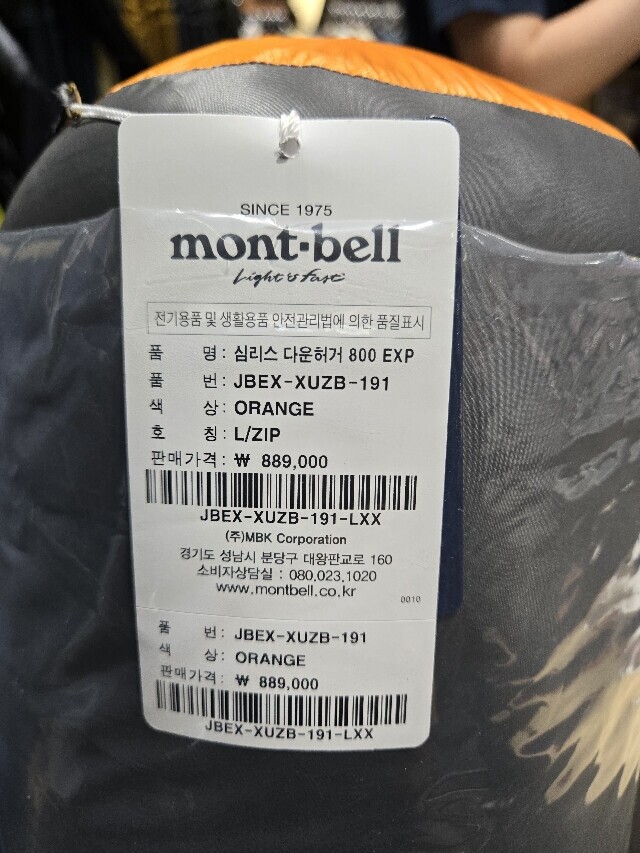 SINCE 1975
mont-bell
Light & Fast
전기용품 및 생활용품 안전관리법에 의한 품질표시
품 명 : 심리스 다운허거 800 EXP
품 번 : JBEX-XUZB-191
색 상 : ORANGE
호 칭 : L/ZIP
판매가격 : ₩ 889,000
JBEX-XUZB-191-LXX
(주)MBK Corporation
경기도 성남시 분당구 대왕판교로 160
소비자상담실 : 080.023.1020
www.montbell.co.kr
0010
품 번 : JBEX-XUZB-191
색 상 : ORANGE
판매가격 : ₩ 889,000
JBEX-XUZB-191-LXX